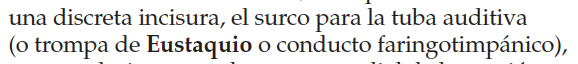 una discreta incisura, el surco para la tuba auditiva
(o trompa de Eustaquio o conducto faringotimpánico),